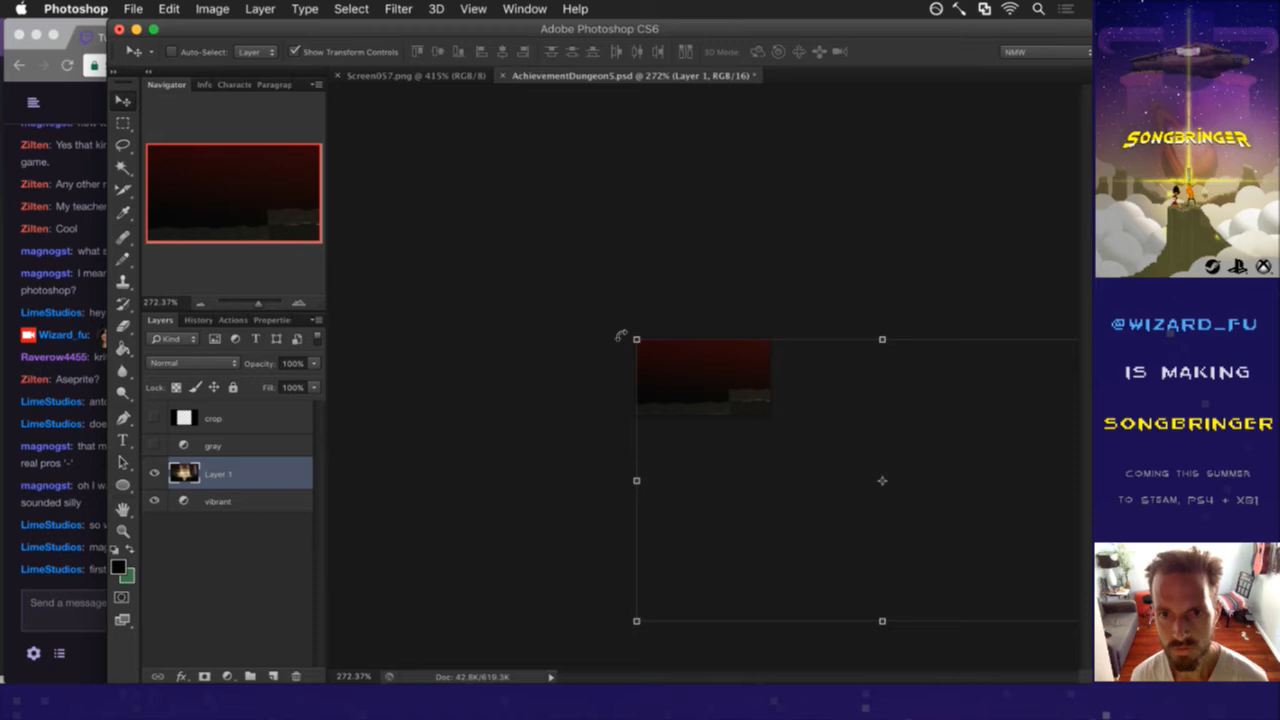 Photoshop File Edit Image Layer Type Select Filter 3D View Window Help
Adobe Photoshop CS6
Auto-Select: Layer Show Transform Controls 3D Mode: NMW
Screen057.png @ 415% (RGB/8) AchievementDungeon5.psd @ 272% (Layer 1, RGB/16) *
Navigator Info Characte Paragrap
272.37%
Layers History Actions Propertie
Kind
Normal Opacity: 100%
Lock: Fill: 100%
crop
gray
Layer 1
vibrant
272.37% Doc: 42.8K/619.3K
Zilten: Yes that kin
game.
Zilten: Any other
Zilten: My teacher
Zilten: Cool
magnogst: what s
magnogst: I mean
photoshop?
LimeStudios: hey
Wizard_fu:
Raverow4455:
Zilten: Aseprite?
LimeStudios:
LimeStudios: does
magnogst: that m
real pros '-'
magnogst: oh I wa
sounded silly
LimeStudios: so
LimeStudios:
LimeStudios: first
Send a message
SONGBRINGER
@WIZARD_FU
IS MAKING
SONGBRINGER
COMING THIS SUMMER
TO STEAM, PS4 + XB1